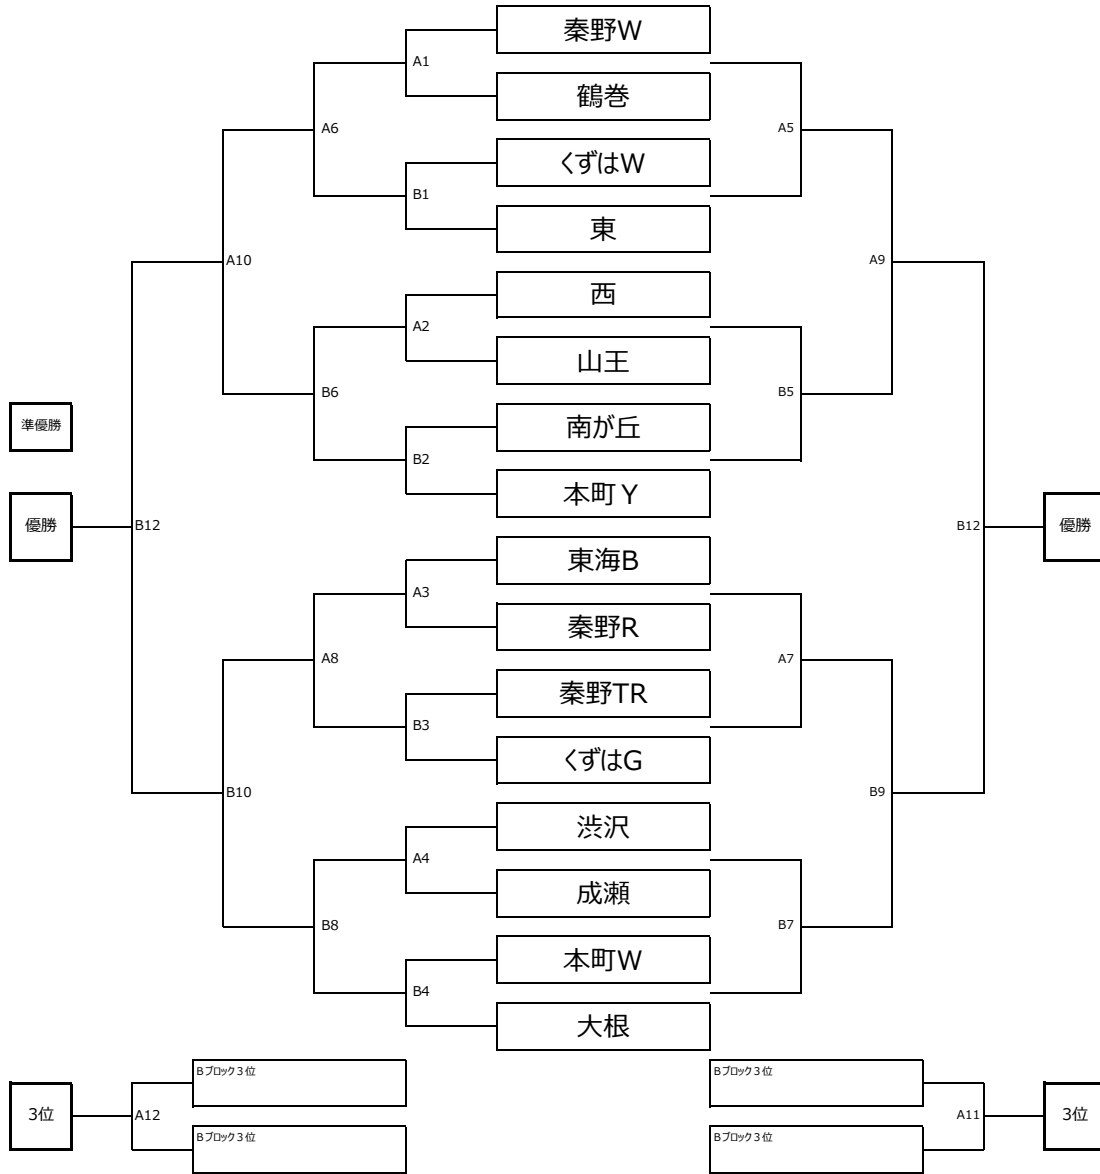 秦野W
A1
鶴巻
A6
A5
くずはW
B1
東
A10
A9
西
A2
山王
B6
B5
準優勝
南が丘
B2
本町Y
優勝
B12
B12
優勝
東海B
A3
秦野R
A8
A7
秦野TR
B3
くずはG
B10
B9
渋沢
A4
成瀬
B8
B7
本町W
B4
大根
Bブロック3位
Bブロック3位
3位
A12
A11
3位
Bブロック3位
Bブロック3位